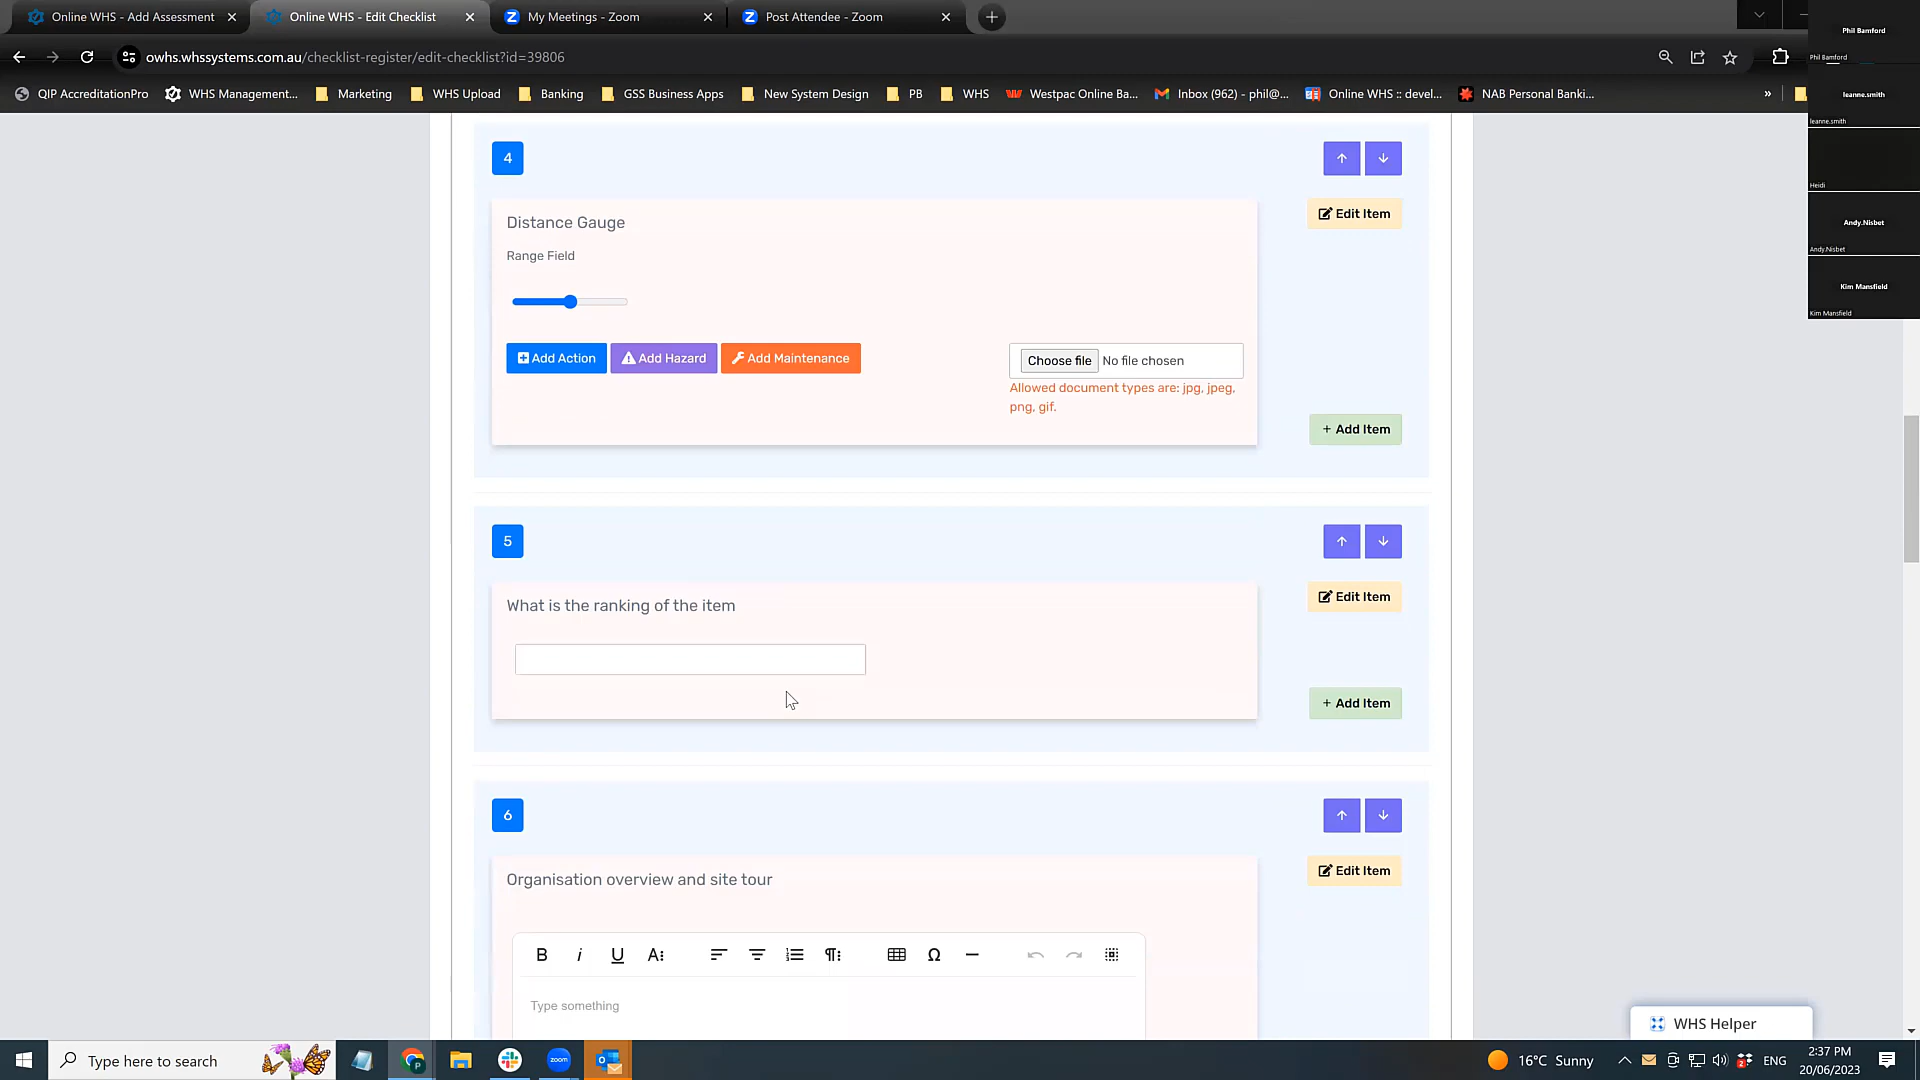 Online WHS - Add Assessment
Online WHS - Edit Checklist
My Meetings - Zoom
Post Attendee - Zoom
owhs.whssystems.com.au/checklist-register/edit-checklist?id=39806
QIP AccreditationPro
WHS Management...
Marketing
WHS Upload
Banking
GSS Business Apps
New System Design
PB
WHS
Westpac Online Ba...
Inbox (962) - phil@...
Online WHS :: devel...
NAB Personal Banki...
»
Phil Bamford
Phil Bamford
leanne.smith
leanne.smith
Heidi
Andy.Nisbet
Andy.Nisbet
Kim Mansfield
Kim Mansfield
4
Distance Gauge
Edit Item
Range Field
Add Action
Add Hazard
Add Maintenance
Choose file No file chosen
Allowed document types are: jpg, jpeg,
png, gif.
+ Add Item
5
What is the ranking of the item
Edit Item
+ Add Item
6
Organisation overview and site tour
Edit Item
B i U A
Ω
Type something
WHS Helper
Type here to search
zoom
16°C Sunny
ENG
2:37 PM
20/06/2023